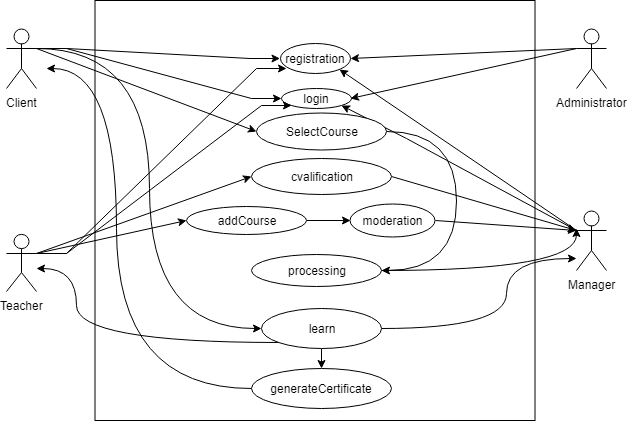 registration
Client
login
Administrator
SelectCourse
cvalification
addCourse
moderation
processing
Manager
Teacher
learn
generateCertificate